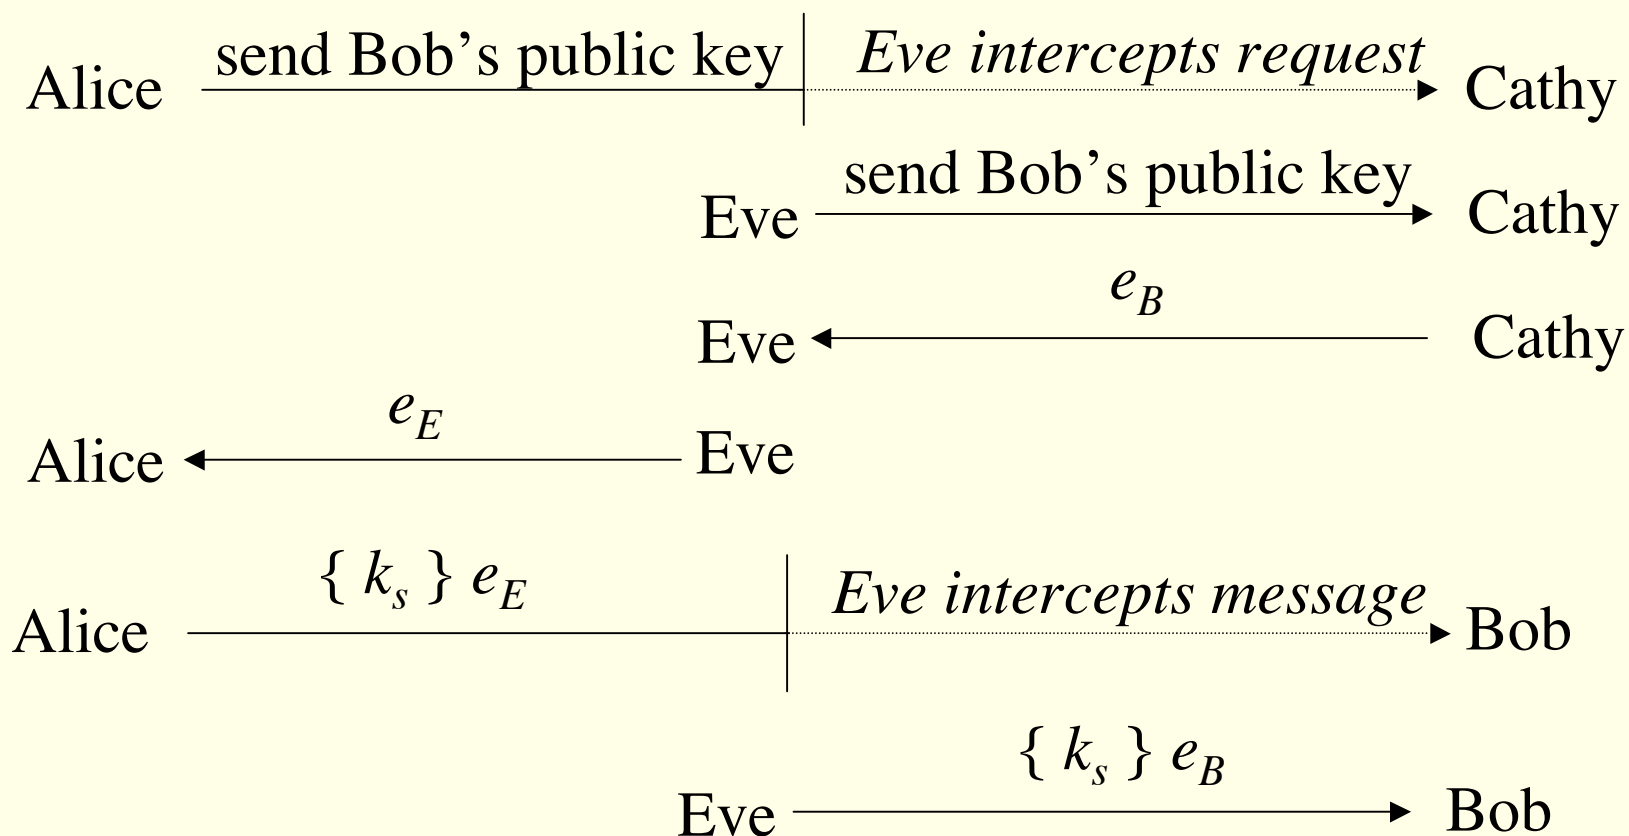 Alice send Bob’s public key Eve intercepts request Cathy
Eve send Bob’s public key Cathy
Eve e_B Cathy
Alice e_E Eve
Alice { k_s } e_E Eve intercepts message Bob
Eve { k_s } e_B Bob